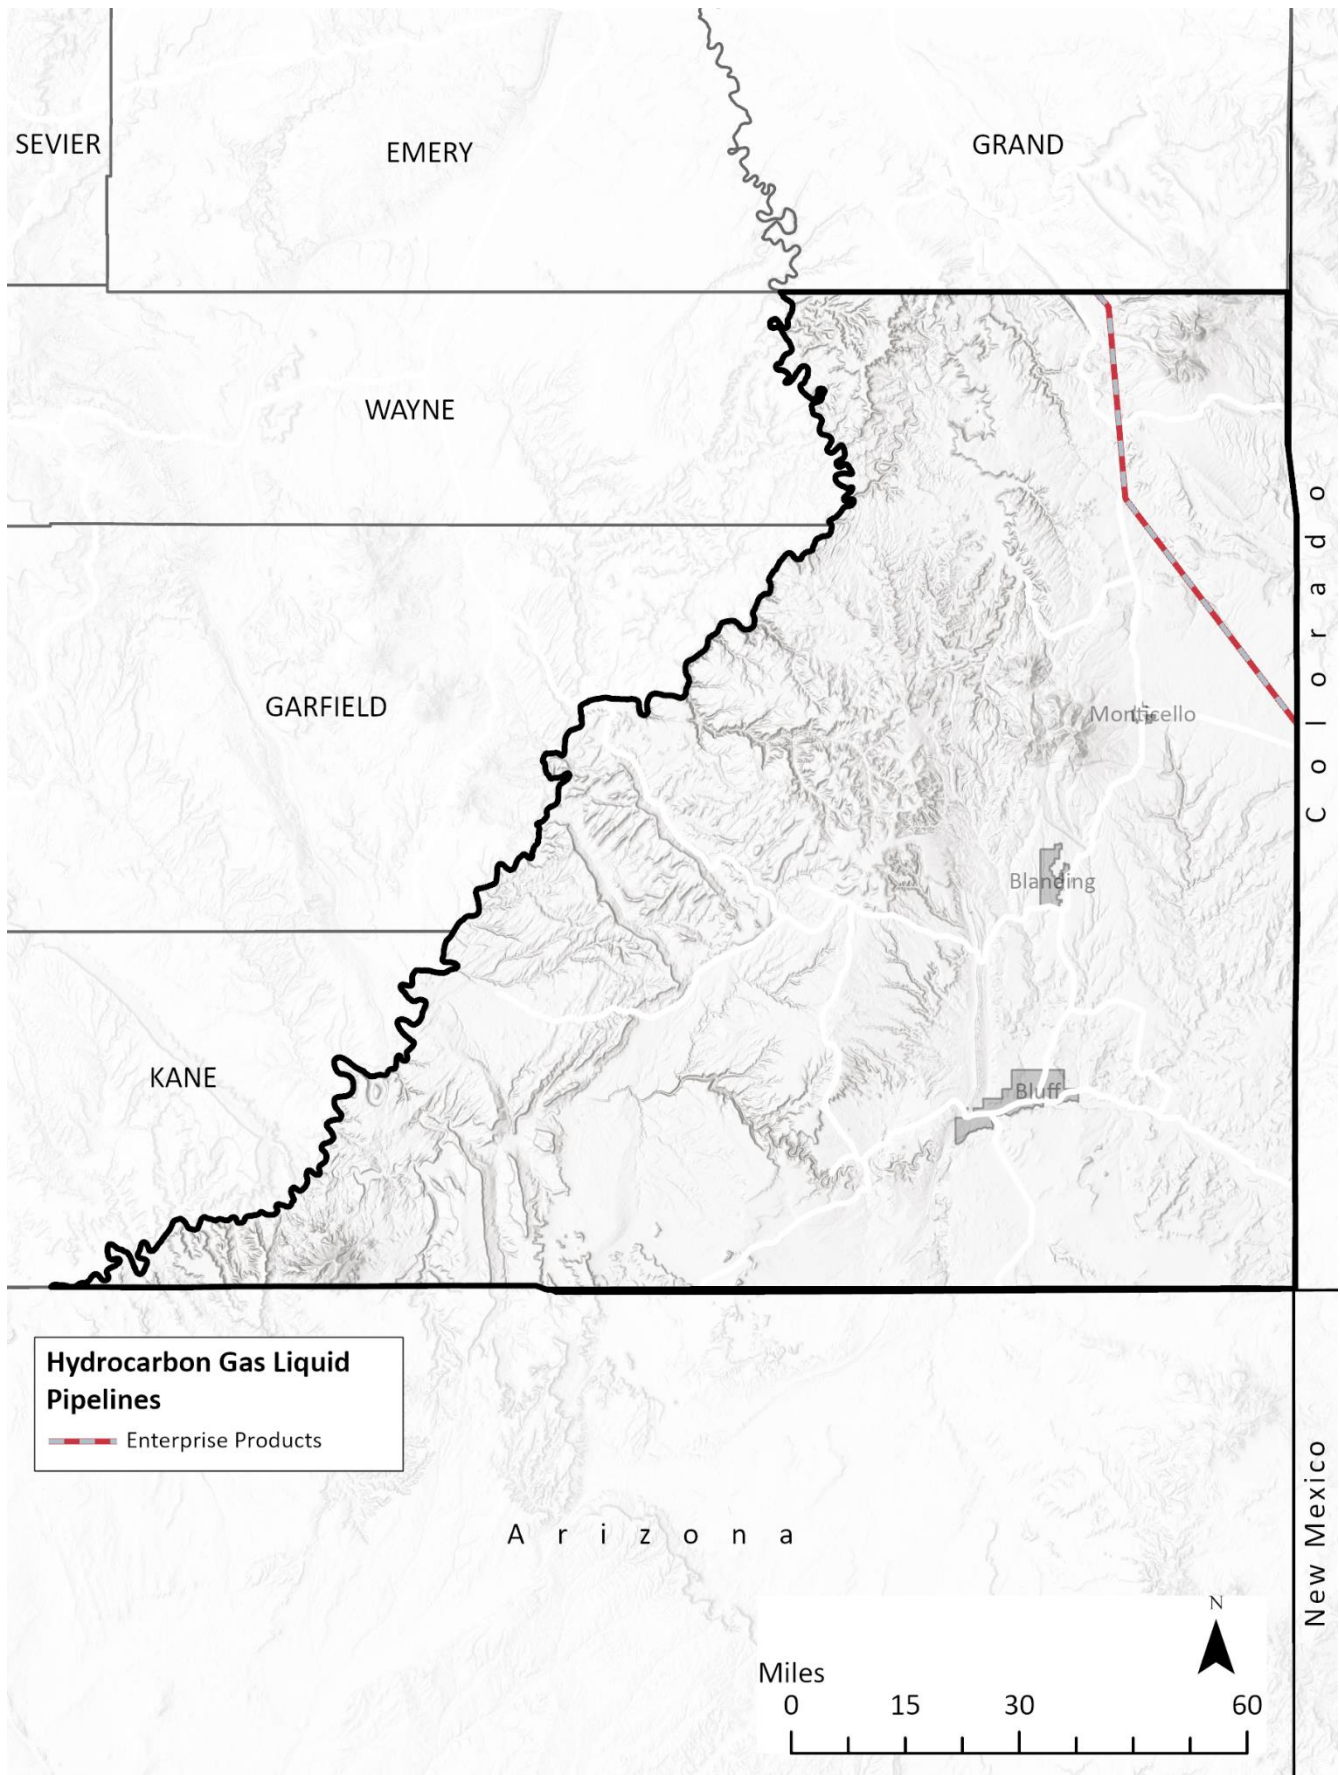 SEVIER
EMERY
GRAND
WAYNE
Colorado
GARFIELD
Monticello
Blanding
KANE
Bluff
Hydrocarbon Gas Liquid
Pipelines
Enterprise Products
Arizona
New Mexico
N
Miles
0 15 30 60